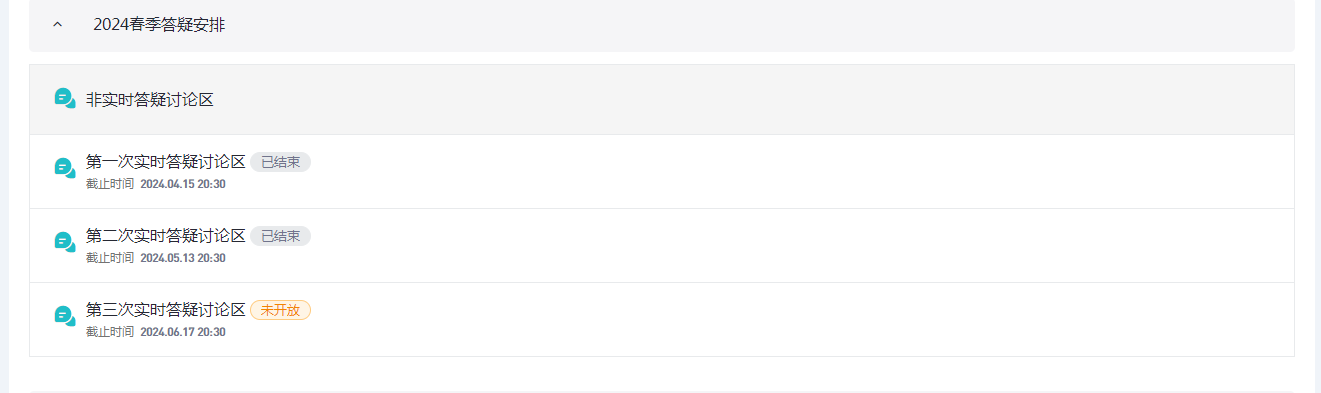 2024春季答疑安排
非实时答疑讨论区
第一次实时答疑讨论区 已结束
截止时间 2024.04.15 20:30
第二次实时答疑讨论区 已结束
截止时间 2024.05.13 20:30
第三次实时答疑讨论区 未开放
截止时间 2024.06.17 20:30